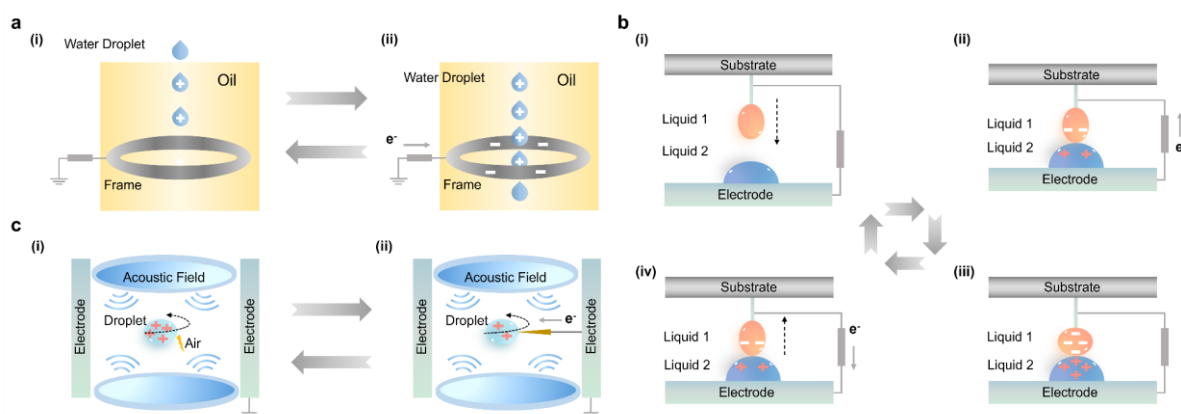 a
(i)
Water Droplet
Oil
Frame
(ii)
Water Droplet
Oil
e-
Frame
b
(i)
Substrate
Liquid 1
Liquid 2
Electrode
(ii)
Substrate
Liquid 1
Liquid 2
Electrode
e
(iv)
Substrate
Liquid 1
Liquid 2
Electrode
e-
(iii)
Substrate
Liquid 1
Liquid 2
Electrode
c
(i)
Acoustic Field
Electrode
Droplet
Air
Electrode
(ii)
Acoustic Field
Electrode
Droplet
e-
Electrode